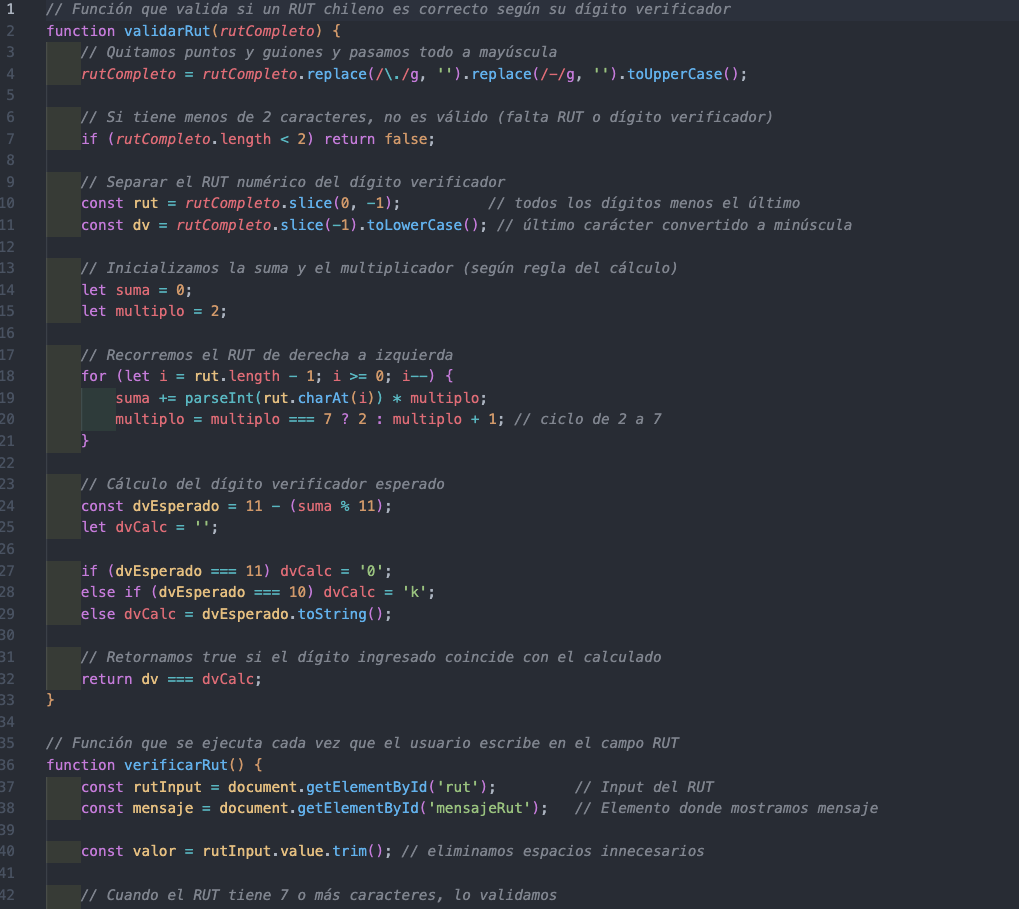 1 // Función que valida si un RUT chileno es correcto según su dígito verificador
2 function validarRut(rutCompleto) {
3 // Quitamos puntos y guiones y pasamos todo a mayúscula
4 rutCompleto = rutCompleto.replace(/\./g, '').replace(/-/g, '').toUpperCase();
5
6 // Si tiene menos de 2 caracteres, no es válido (falta RUT o dígito verificador)
7 if (rutCompleto.length < 2) return false;
8
9 // Separar el RUT numérico del dígito verificador
10 const rut = rutCompleto.slice(0, -1); // todos los dígitos menos el último
11 const dv = rutCompleto.slice(-1).toLowerCase(); // último carácter convertido a minúscula
12
13 // Inicializamos la suma y el multiplicador (según regla del cálculo)
14 let suma = 0;
15 let multiplo = 2;
16
17 // Recorremos el RUT de derecha a izquierda
18 for (let i = rut.length - 1; i >= 0; i--) {
19 suma += parseInt(rut.charAt(i)) * multiplo;
20 multiplo = multiplo === 7 ? 2 : multiplo + 1; // ciclo de 2 a 7
21 }
22
23 // Cálculo del dígito verificador esperado
24 const dvEsperado = 11 - (suma % 11);
25 let dvCalc = '';
26
27 if (dvEsperado === 11) dvCalc = '0';
28 else if (dvEsperado === 10) dvCalc = 'k';
29 else dvCalc = dvEsperado.toString();
30
31 // Retornamos true si el dígito ingresado coincide con el calculado
32 return dv === dvCalc;
33 }
34
35 // Función que se ejecuta cada vez que el usuario escribe en el campo RUT
36 function verificarRut() {
37 const rutInput = document.getElementById('rut'); // Input del RUT
38 const mensaje = document.getElementById('mensajeRut'); // Elemento donde mostramos mensaje
39
40 const valor = rutInput.value.trim(); // eliminamos espacios innecesarios
41
42 // Cuando el RUT tiene 7 o más caracteres, lo validamos